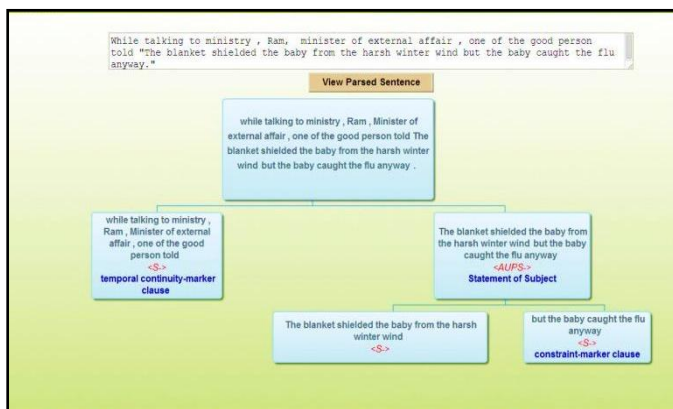 While talking to ministry , Ram,  minister of external affair , one of the good person
told "The blanket shielded the baby from the harsh winter wind but the baby caught the flu
anyway."
View Parsed Sentence
while talking to ministry , Ram , Minister of
external affair , one of the good person told The
blanket shielded the baby from the harsh winter
wind but the baby caught the flu anyway .
while talking to ministry ,
Ram , Minister of external
affair , one of the good
person told
<S->
temporal continuity-marker
clause
The blanket shielded the baby from
the harsh winter wind but the baby
caught the flu anyway
<AUPS->
Statement of Subject
The blanket shielded the baby from the harsh
winter wind
<S->
but the baby caught the flu
anyway
<S->
constraint-marker clause